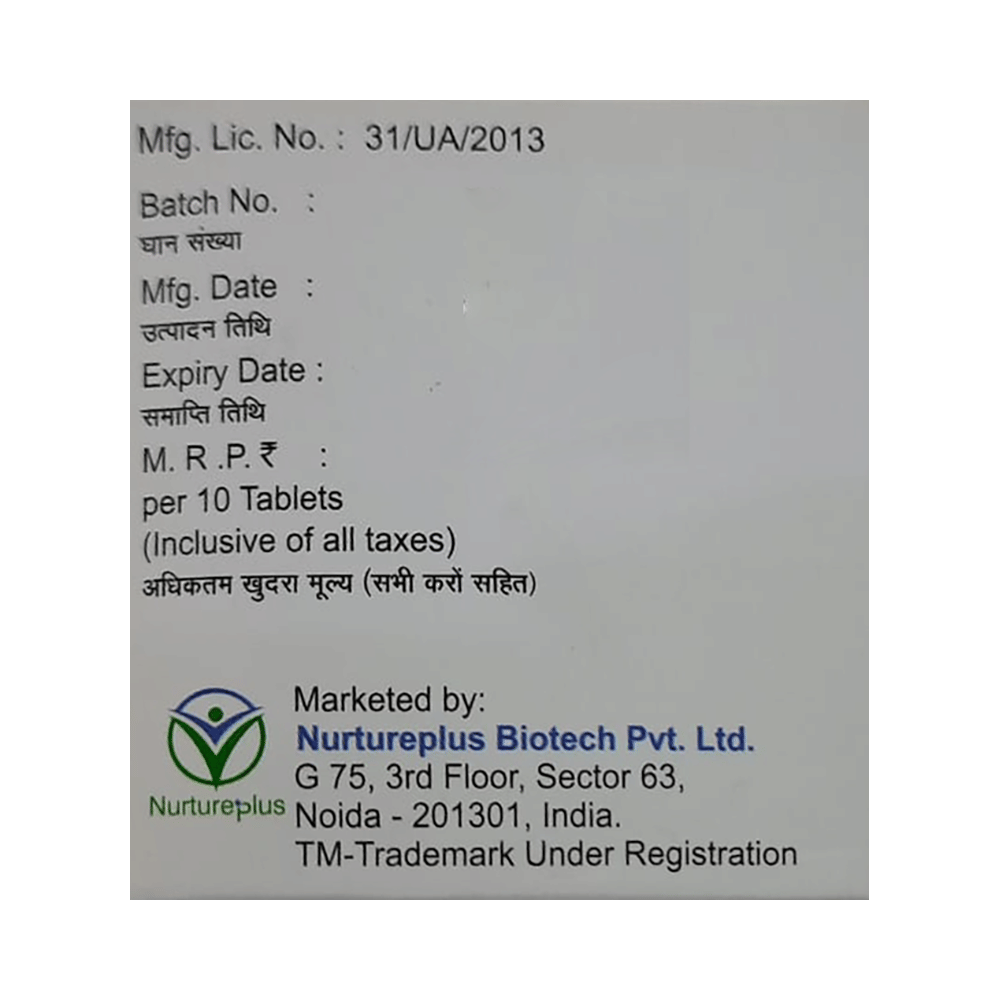 Mfg. Lic. No. : 31/UA/2013
Batch No. :
घान संख्या
Mfg. Date :
उत्पादन तिथि
Expiry Date :
समाप्ति तिथि
M. R .P. ₹ :
per 10 Tablets
(Inclusive of all taxes)
अधिकतम खुदरा मूल्य (सभी करों सहित)
Nurtureplus
Marketed by:
Nurtureplus Biotech Pvt. Ltd.
G 75, 3rd Floor, Sector 63,
Noida - 201301, India.
TM-Trademark Under Registration